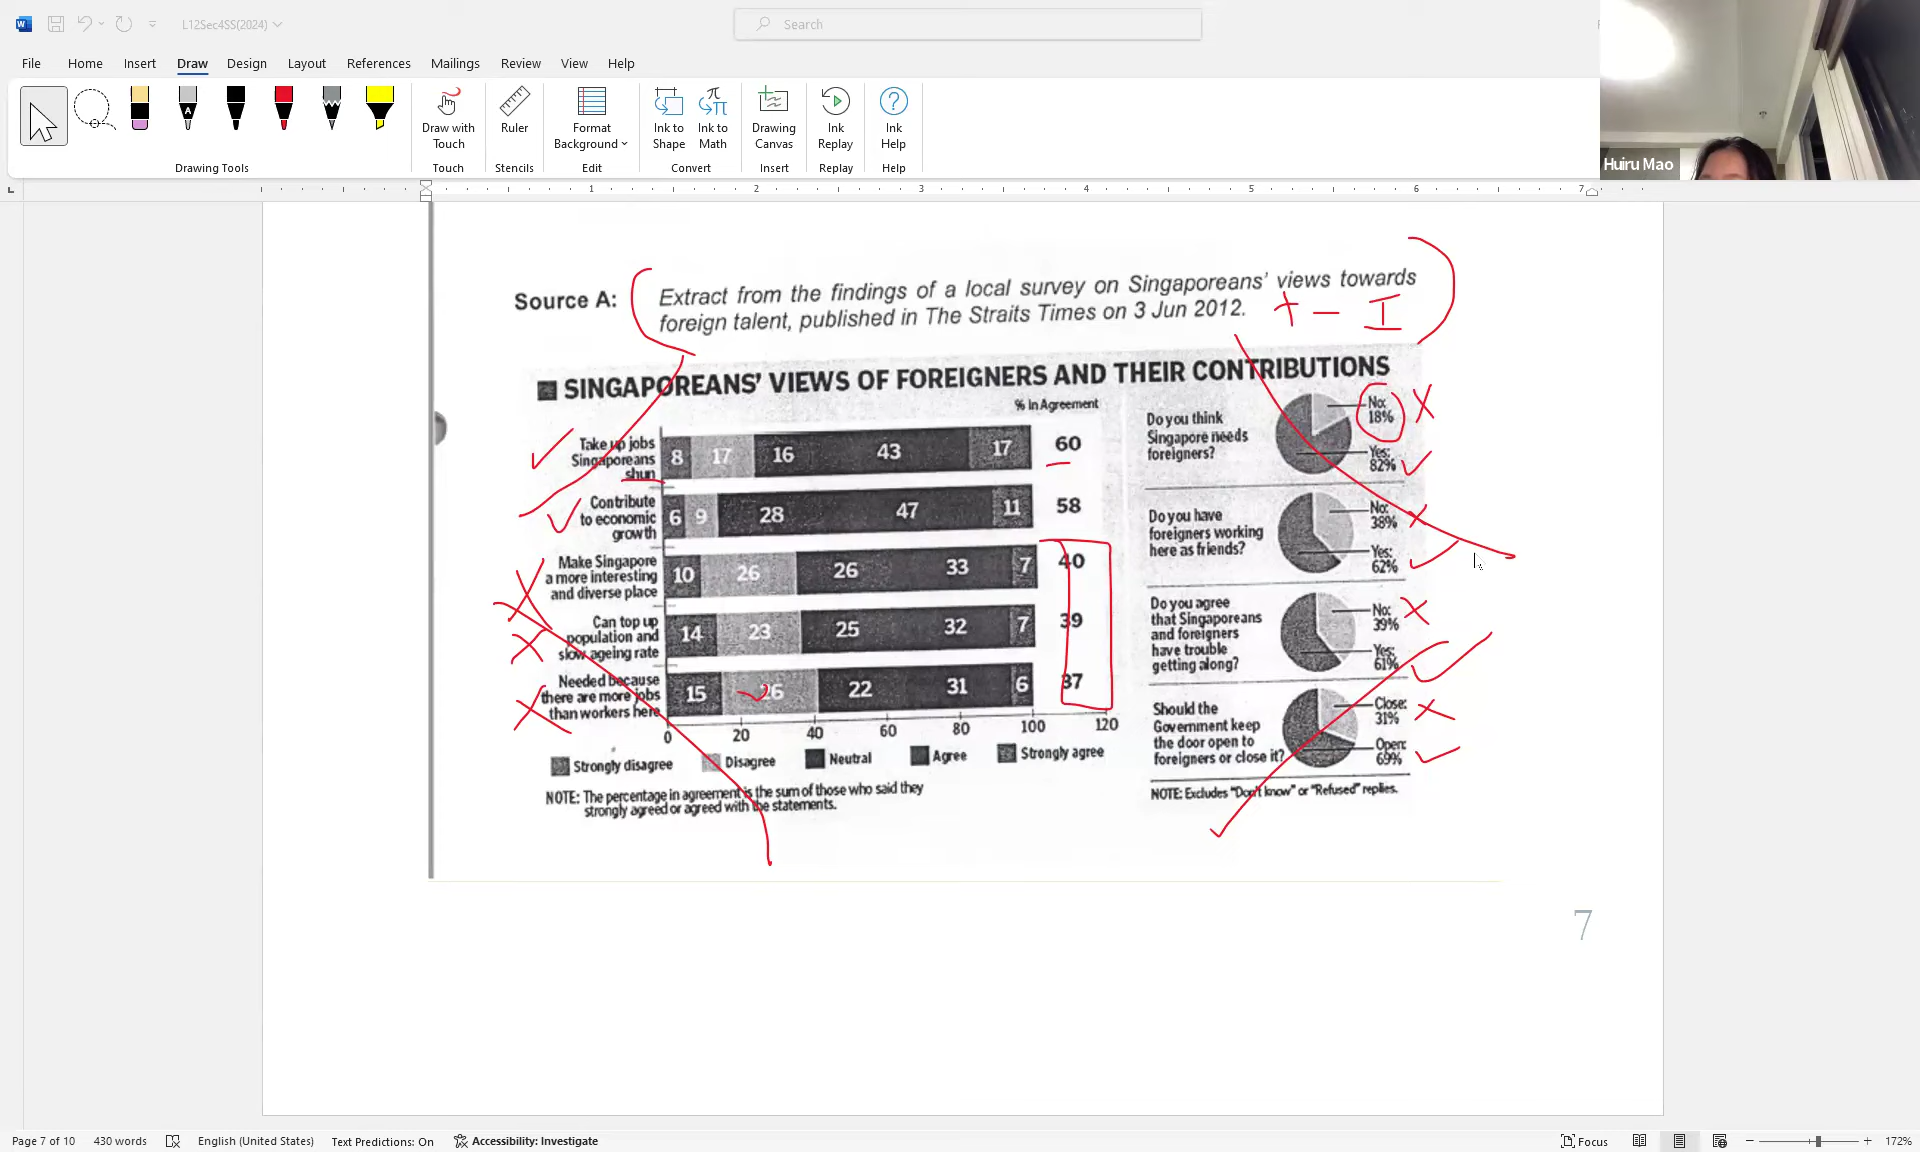 L12Sec4SS(2024)
Search
File Home Insert Draw Design Layout References Mailings Review View Help
Draw with Touch
Ruler
Format Background
Ink to Shape
Ink to Math
Drawing Canvas
Ink Replay
Ink Help
Drawing Tools
Touch
Stencils
Edit
Convert
Insert
Replay
Help
Huiru Mao
1 2 3 4 5 6 7
Source A:
Extract from the findings of a local survey on Singaporeans' views towards
foreign talent, published in The Straits Times on 3 Jun 2012.
+ − I
SINGAPOREANS' VIEWS OF FOREIGNERS AND THEIR CONTRIBUTIONS
% In Agreement
Take up jobs
Singaporeans
shun
8 17 16 43 17 60
Contribute
to economic
growth
6 9 28 47 11 58
Make Singapore
a more interesting
and diverse place
10 26 26 33 7 40
Can top up
population and
slow ageing rate
14 23 25 32 7 39
Needed because
there are more jobs
than workers here
15 26 22 31 6 37
0 20 40 60 80 100 120
Strongly disagree Disagree Neutral Agree Strongly agree
NOTE: The percentage in agreement is the sum of those who said they
strongly agreed or agreed with the statements.
Do you think
Singapore needs
foreigners?
No:
18%
Yes:
82%
Do you have
foreigners working
here as friends?
No:
38%
Yes:
62%
Do you agree
that Singaporeans
and foreigners
have trouble
getting along?
No:
39%
Yes:
61%
Should the
Government keep
the door open to
foreigners or close it?
Close:
31%
Open:
69%
NOTE: Excludes "Don't know" or "Refused" replies.
7
Page 7 of 10 430 words English (United States) Text Predictions: On Accessibility: Investigate Focus 172%